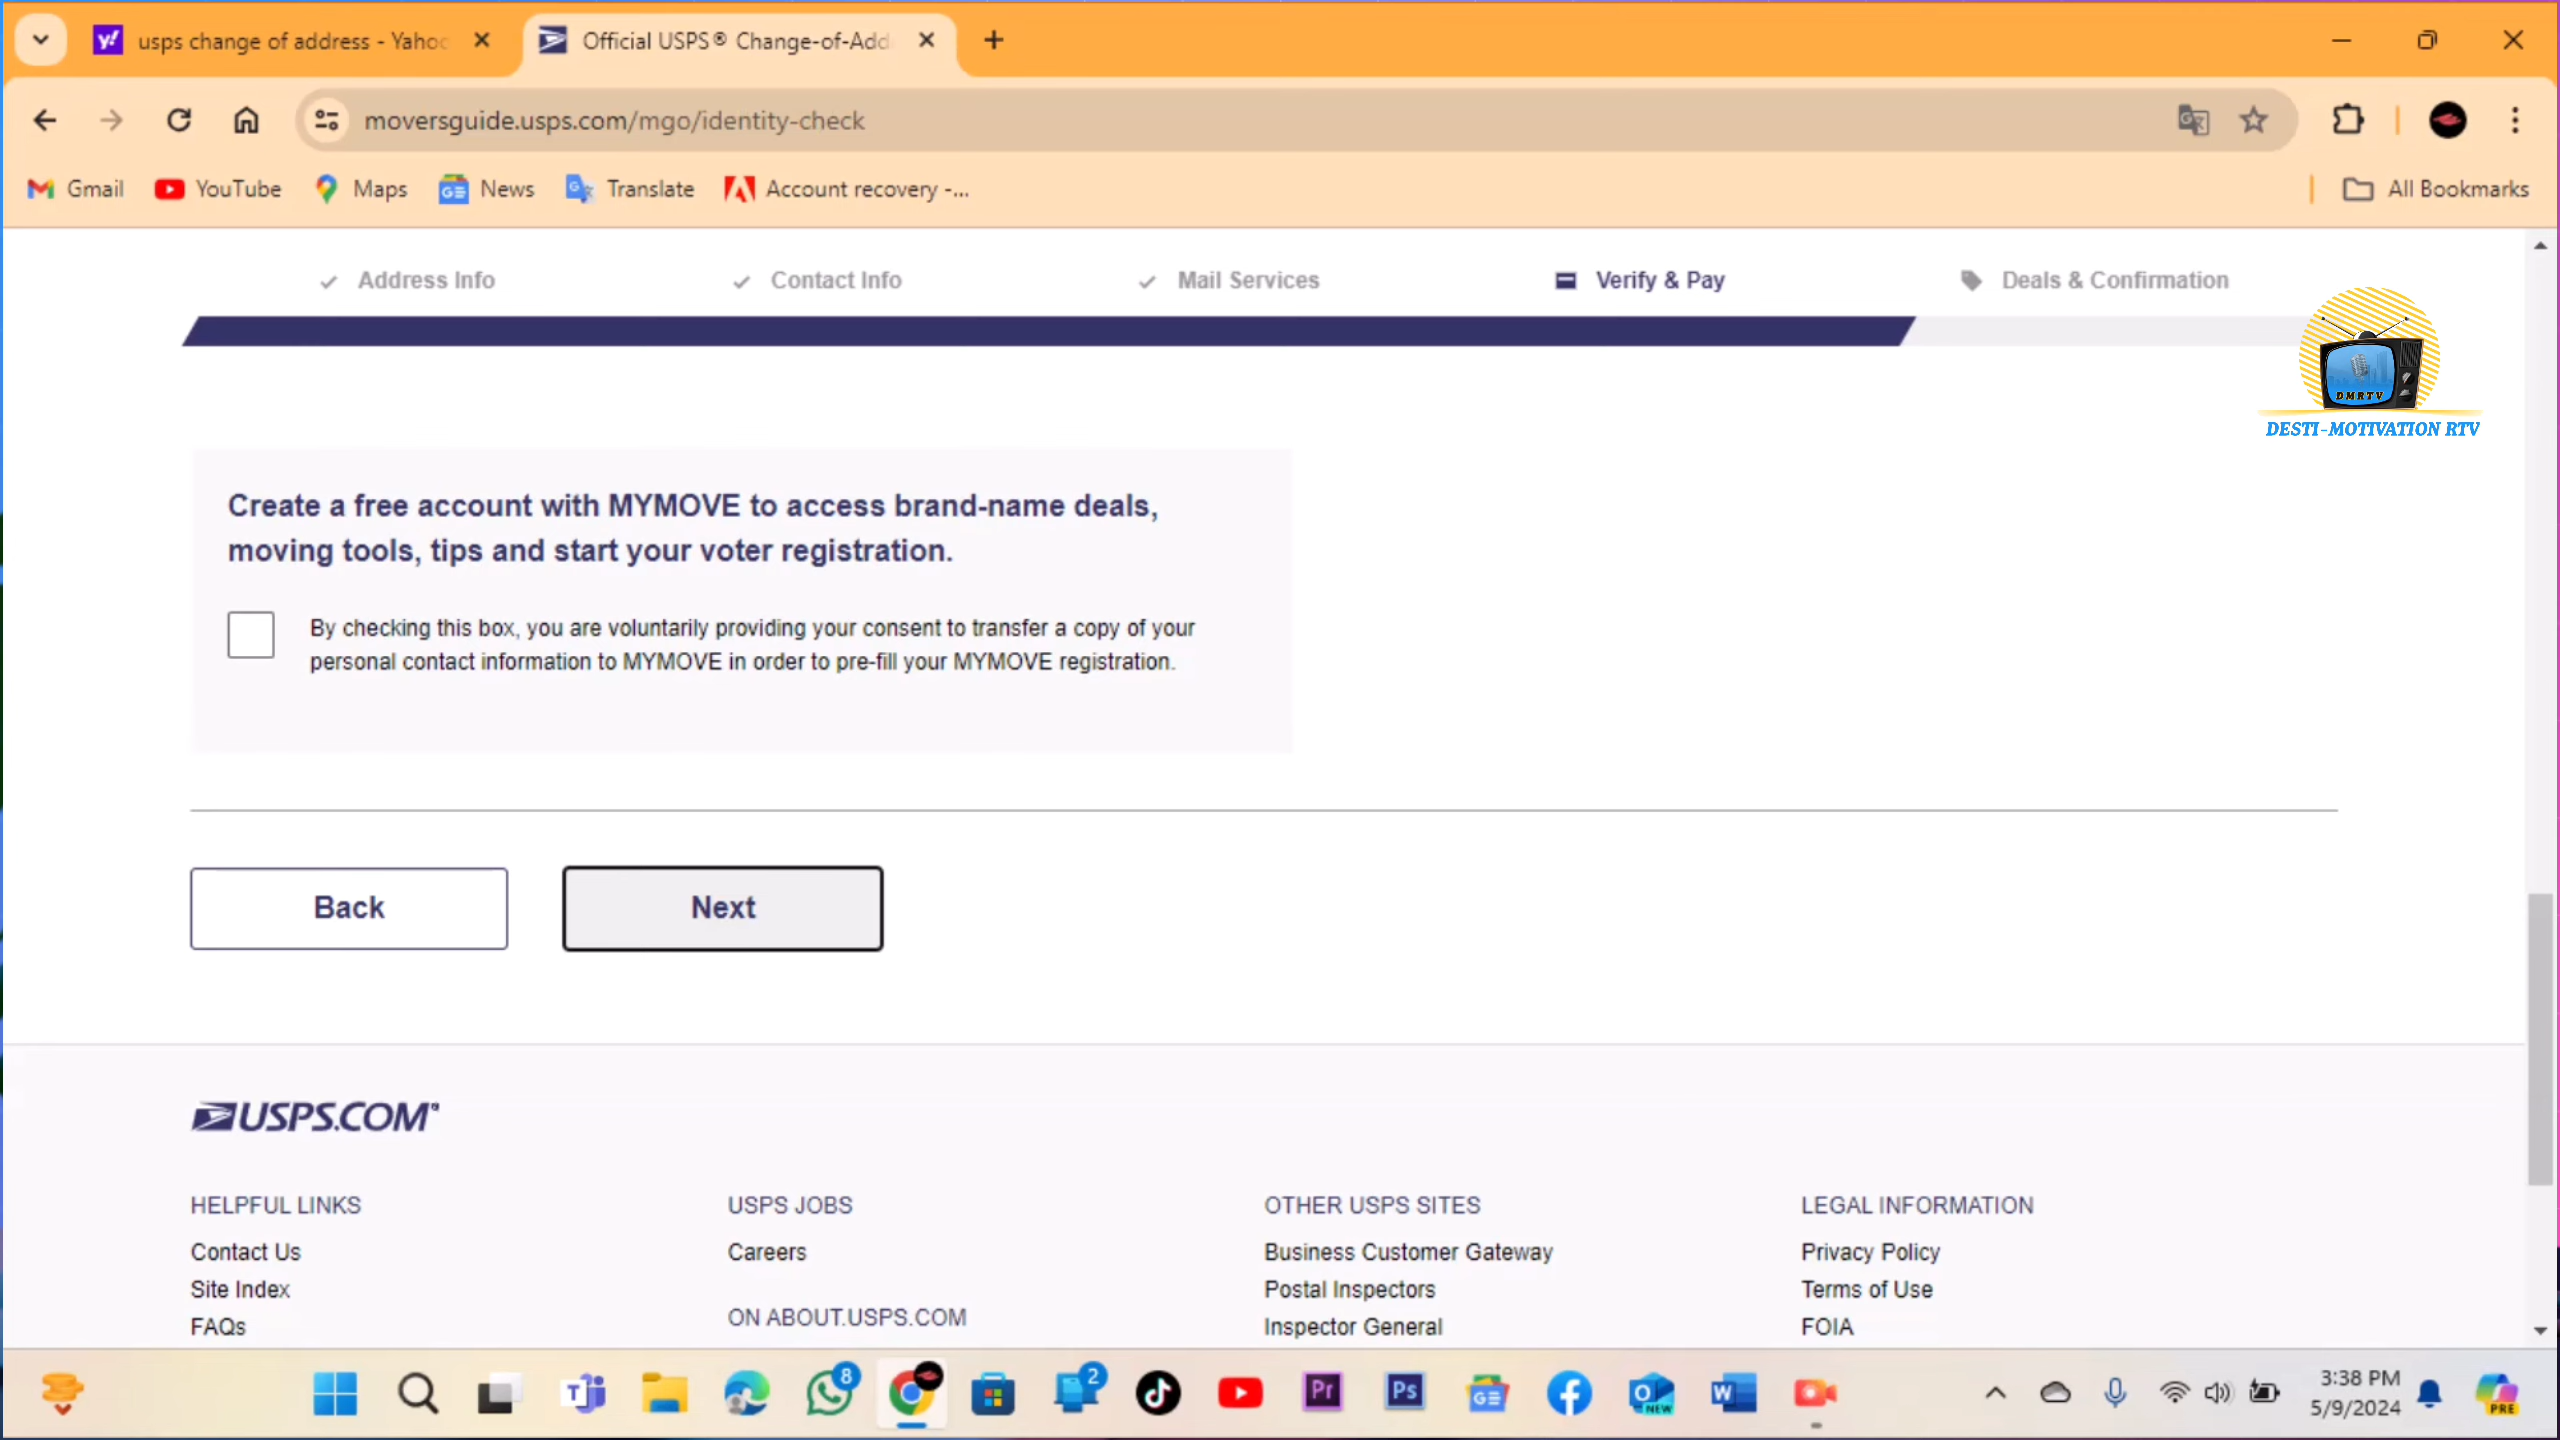 usps change of address - Yahoo
Official USPS® Change-of-Add
moversguide.usps.com/mgo/identity-check
Gmail
YouTube
Maps
News
Translate
Account recovery -...
All Bookmarks
Address Info
Contact Info
Mail Services
Verify & Pay
Deals & Confirmation
DMRTV
DESTI-MOTIVATION RTV
Create a free account with MYMOVE to access brand-name deals,
moving tools, tips and start your voter registration.
By checking this box, you are voluntarily providing your consent to transfer a copy of your
personal contact information to MYMOVE in order to pre-fill your MYMOVE registration.
Back
Next
USPS.COM®
HELPFUL LINKS
Contact Us
Site Index
FAQs
USPS JOBS
Careers
ON ABOUT.USPS.COM
OTHER USPS SITES
Business Customer Gateway
Postal Inspectors
Inspector General
LEGAL INFORMATION
Privacy Policy
Terms of Use
FOIA
8
2
Pr
Ps
NEW
W
3:38 PM
5/9/2024
PRE